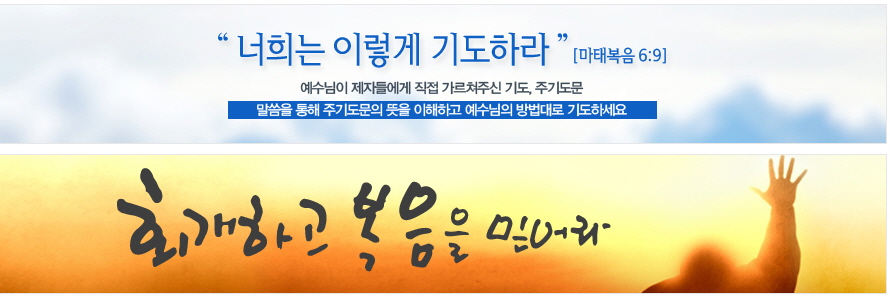 “ 너희는 이렇게 기도하라 ” [마태복음 6:9]
예수님이 제자들에게 직접 가르쳐주신 기도, 주기도문
말씀을 통해 주기도문의 뜻을 이해하고 예수님의 방법대로 기도하세요
회개하고 복음을 믿어라